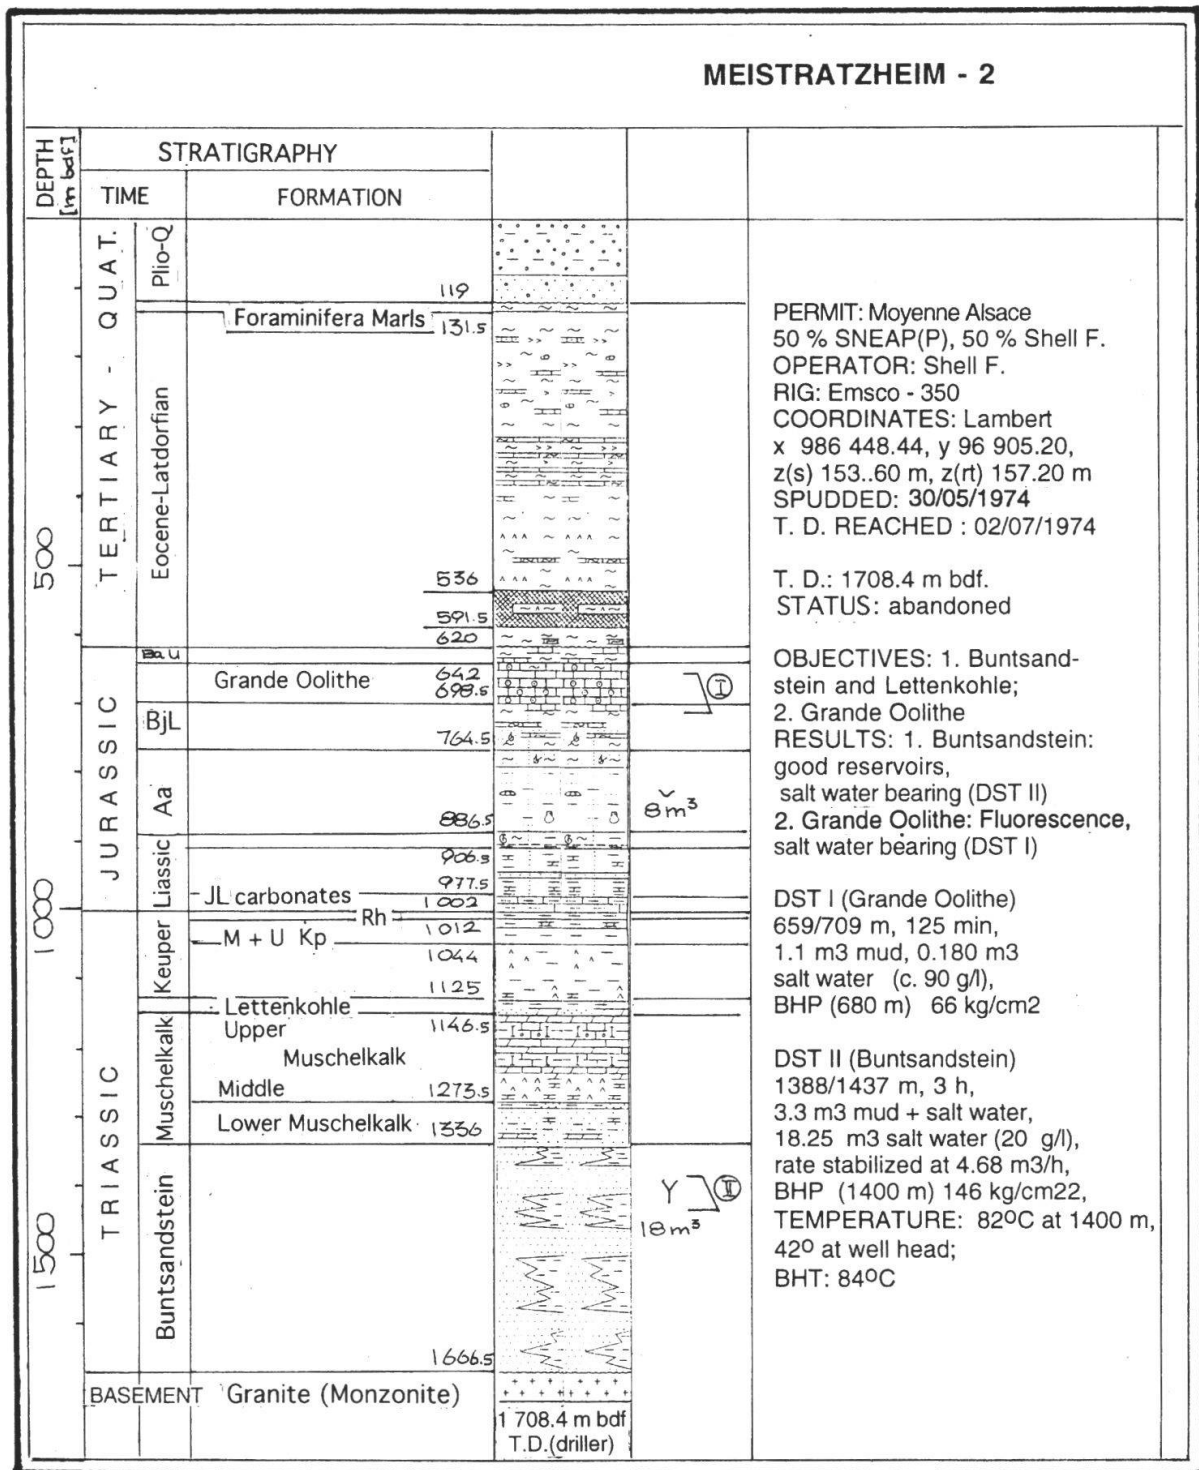 MEISTRATZHEIM - 2
DEPTH
[m bdf]
STRATIGRAPHY
TIME
FORMATION
500
1000
1500
TERTIARY - QUAT.
JURASSIC
TRIASSIC
Plio-Q
Eocene-Latdorfian
Ba U
BjL
Aa
Liassic
Keuper
Muschelkalk
Buntsandstein
119
Foraminifera Marls 131.5
536
591.5
620
Grande Oolithe 642
698.5
764.5
886.5
906.5
977.5
JL carbonates 1002
Rh
1012
M + U Kp
1044
1125
Lettenkohle
Upper 1146.5
Muschelkalk
Middle 1273.5
Lower Muschelkalk 1336
1666.5
BASEMENT Granite (Monzonite)
1 708.4 m bdf
T.D.(driller)
I
8m³
Y II
18m³
PERMIT: Moyenne Alsace
50 % SNEAP(P), 50 % Shell F.
OPERATOR: Shell F.
RIG: Emsco - 350
COORDINATES: Lambert
x 986 448.44, y 96 905.20,
z(s) 153..60 m, z(rt) 157.20 m
SPUDDED: 30/05/1974
T. D. REACHED : 02/07/1974
T. D.: 1708.4 m bdf.
STATUS: abandoned
OBJECTIVES: 1. Buntsand-
stein and Lettenkohle;
2. Grande Oolithe
RESULTS: 1. Buntsandstein:
good reservoirs,
salt water bearing (DST II)
2. Grande Oolithe: Fluorescence,
salt water bearing (DST I)
DST I (Grande Oolithe)
659/709 m, 125 min,
1.1 m3 mud, 0.180 m3
salt water (c. 90 g/l),
BHP (680 m) 66 kg/cm2
DST II (Buntsandstein)
1388/1437 m, 3 h,
3.3 m3 mud + salt water,
18.25 m3 salt water (20 g/l),
rate stabilized at 4.68 m3/h,
BHP (1400 m) 146 kg/cm22,
TEMPERATURE: 82ºC at 1400 m,
42º at well head;
BHT: 84ºC